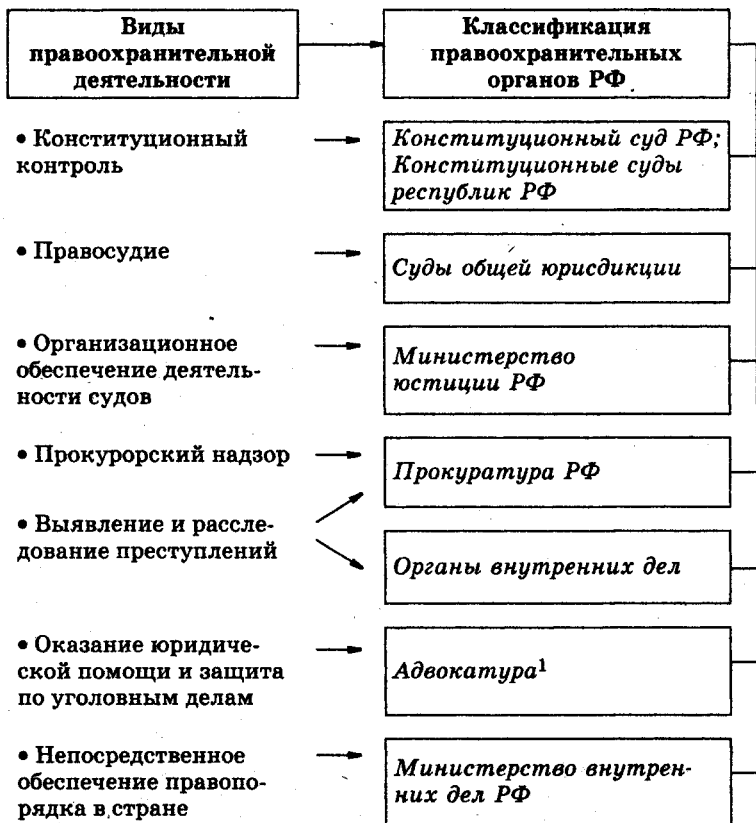 Виды
правоохранительной
деятельности
Классификация
правоохранительных
органов РФ
• Конституционный
контроль
Конституционный суд РФ;
Конституционные суды
республик РФ
• Правосудие
Суды общей юрисдикции
• Организационное
обеспечение деятель-
ности судов
Министерство
юстиции РФ
• Прокурорский надзор
Прокуратура РФ
• Выявление и рассле-
дование преступлений
Органы внутренних дел
• Оказание юридиче-
ской помощи и защита
по уголовным делам
Адвокатура¹
• Непосредственное
обеспечение правопо-
рядка в стране
Министерство внутрен-
них дел РФ